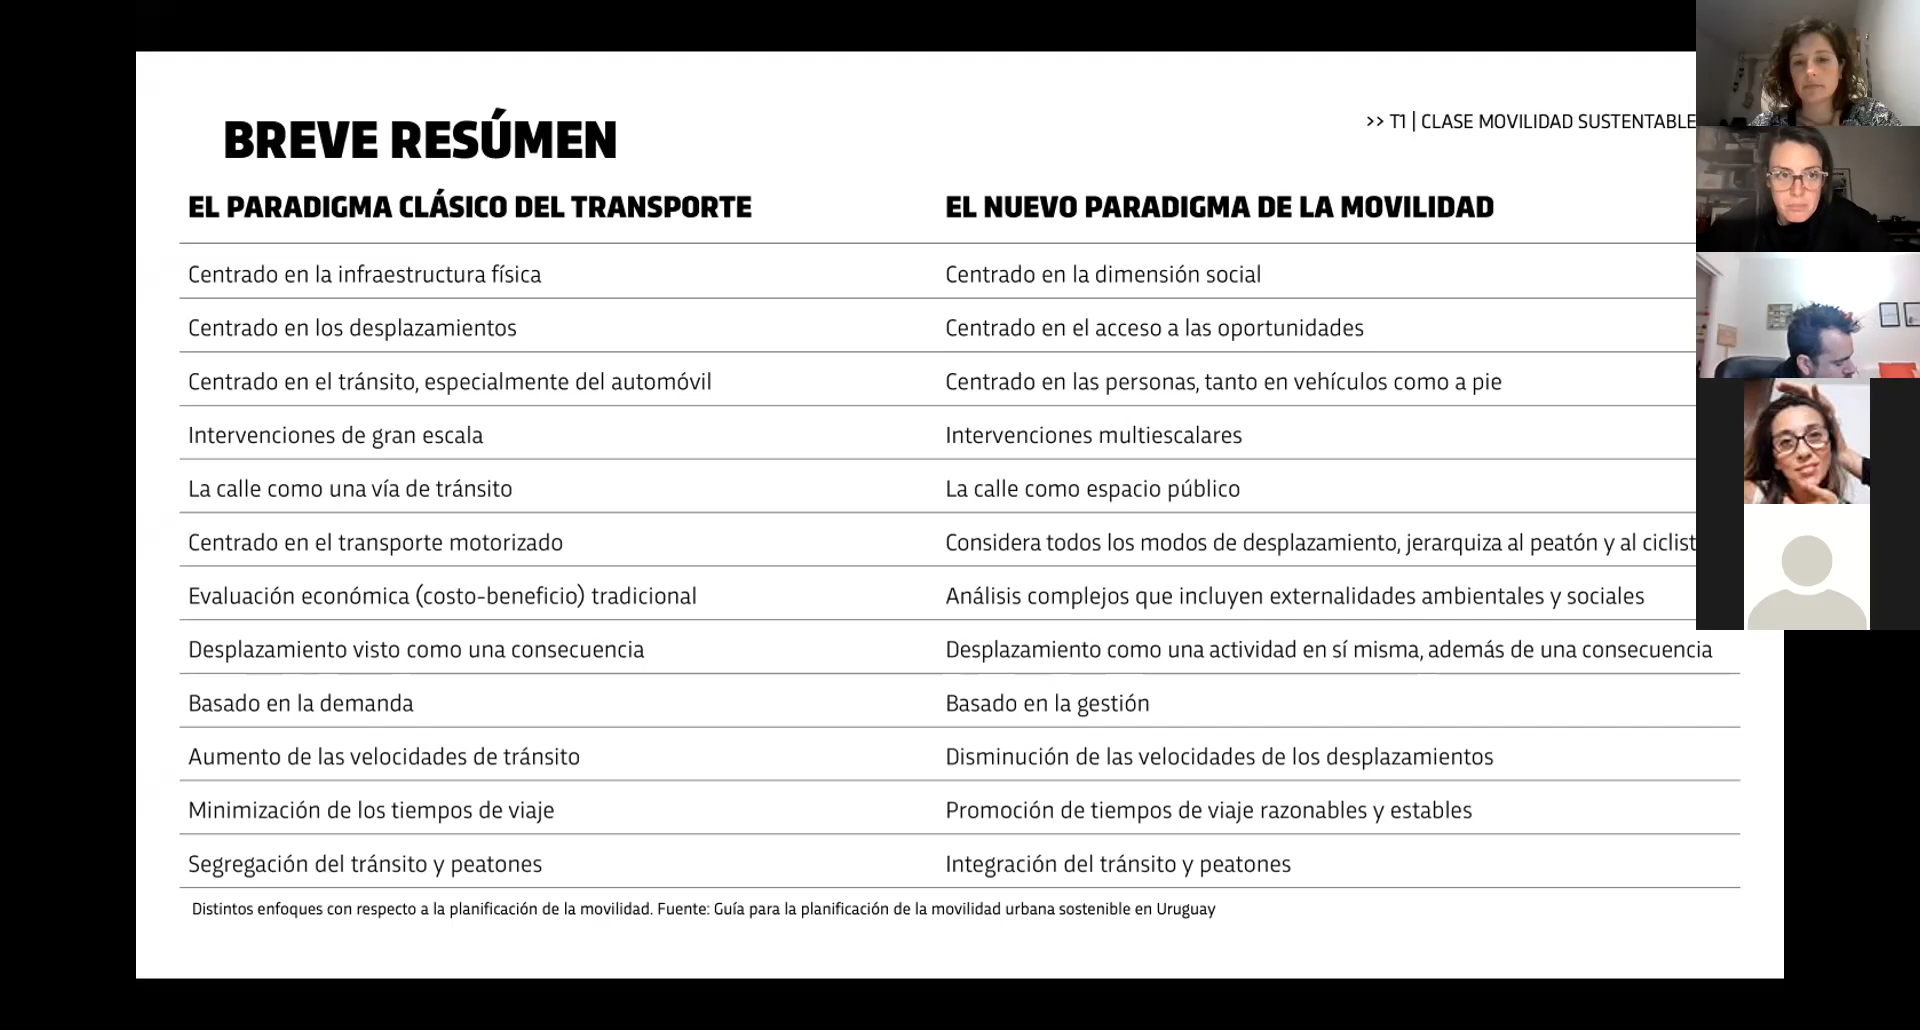 BREVE RESÚMEN
>> T1 | CLASE MOVILIDAD SUSTENTABLE
EL PARADIGMA CLÁSICO DEL TRANSPORTE
EL NUEVO PARADIGMA DE LA MOVILIDAD
Centrado en la infraestructura física
Centrado en la dimensión social
Centrado en los desplazamientos
Centrado en el acceso a las oportunidades
Centrado en el tránsito, especialmente del automóvil
Centrado en las personas, tanto en vehículos como a pie
Intervenciones de gran escala
Intervenciones multiescalares
La calle como una vía de tránsito
La calle como espacio público
Centrado en el transporte motorizado
Considera todos los modos de desplazamiento, jerarquiza al peatón y al ciclist
Evaluación económica (costo-beneficio) tradicional
Análisis complejos que incluyen externalidades ambientales y sociales
Desplazamiento visto como una consecuencia
Desplazamiento como una actividad en sí misma, además de una consecuencia
Basado en la demanda
Basado en la gestión
Aumento de las velocidades de tránsito
Disminución de las velocidades de los desplazamientos
Minimización de los tiempos de viaje
Promoción de tiempos de viaje razonables y estables
Segregación del tránsito y peatones
Integración del tránsito y peatones
Distintos enfoques con respecto a la planificación de la movilidad. Fuente: Guía para la planificación de la movilidad urbana sostenible en Uruguay